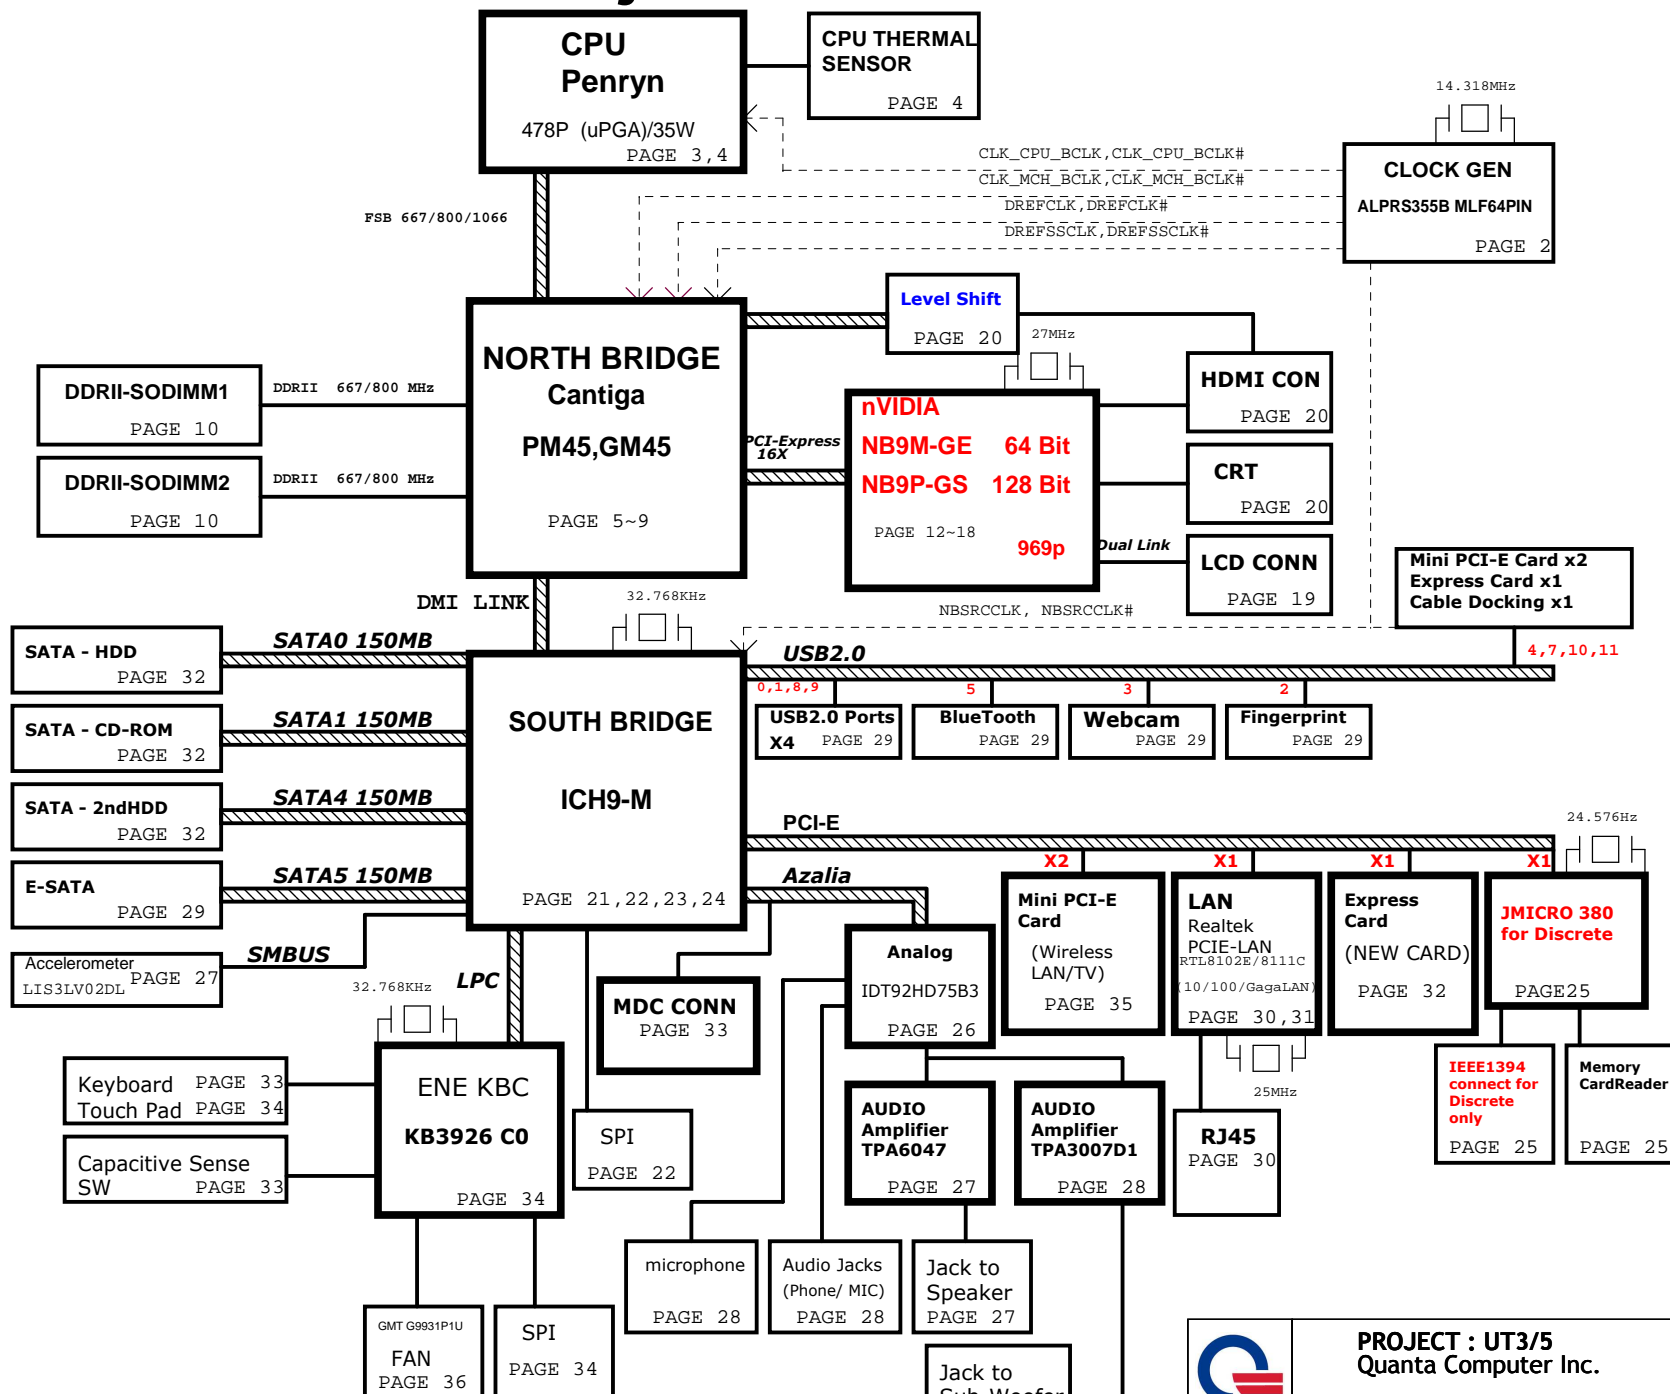 CPU
Penryn
478P (uPGA)/35W
PAGE 3,4
CPU THERMAL
SENSOR
PAGE 4
14.318MHz
CLOCK GEN
ALPRS355B MLF64PIN
PAGE 2
CLK_CPU_BCLK,CLK_CPU_BCLK#
CLK_MCH_BCLK,CLK_MCH_BCLK#
DREFCLK,DREFCLK#
DREFSSCLK,DREFSSCLK#
FSB 667/800/1066
NORTH BRIDGE
Cantiga
PM45,GM45
PAGE 5~9
Level Shift
PAGE 20
27MHz
HDMI CON
PAGE 20
DDRII-SODIMM1
PAGE 10
DDRII 667/800 MHz
DDRII-SODIMM2
PAGE 10
DDRII 667/800 MHz
PCI-Express
16X
nVIDIA
NB9M-GE 64 Bit
NB9P-GS 128 Bit
PAGE 12~18
969p
CRT
PAGE 20
Dual Link
LCD CONN
PAGE 19
Mini PCI-E Card x2
Express Card x1
Cable Docking x1
4,7,10,11
DMI LINK
32.768KHz
NBSRCCLK, NBSRCCLK#
SATA - HDD
PAGE 32
SATA0 150MB
SATA - CD-ROM
PAGE 32
SATA1 150MB
SATA - 2ndHDD
PAGE 32
SATA4 150MB
E-SATA
PAGE 29
SATA5 150MB
Accelerometer
LIS3LV02DL
PAGE 27
SMBUS
SOUTH BRIDGE
ICH9-M
PAGE 21,22,23,24
USB2.0
0,1,8,9
USB2.0 Ports
X4 PAGE 29
5
BlueTooth
PAGE 29
3
Webcam
PAGE 29
2
Fingerprint
PAGE 29
PCI-E
24.576Hz
X2
Mini PCI-E
Card
(Wireless
LAN/TV)
PAGE 35
X1
LAN
Realtek
PCIE-LAN
RTL8102E/8111C
(10/100/GagaLAN)
PAGE 30,31
25MHz
X1
Express
Card
(NEW CARD)
PAGE 32
X1
JMICRO 380
for Discrete
PAGE25
Azalia
Analog
IDT92HD75B3
PAGE 26
MDC CONN
PAGE 33
LPC
32.768KHz
ENE KBC
KB3926 C0
PAGE 34
Keyboard PAGE 33
Touch Pad PAGE 34
Capacitive Sense
SW PAGE 33
SPI
PAGE 22
AUDIO
Amplifier
TPA6047
PAGE 27
AUDIO
Amplifier
TPA3007D1
PAGE 28
RJ45
PAGE 30
IEEE1394
connect for
Discrete
only
PAGE 25
Memory
CardReader
PAGE 25
microphone
PAGE 28
Audio Jacks
(Phone/ MIC)
PAGE 28
Jack to
Speaker
PAGE 27
GMT G9931P1U
FAN
PAGE 36
SPI
PAGE 34
Jack to
Sub Woofer
PROJECT : UT3/5
Quanta Computer Inc.